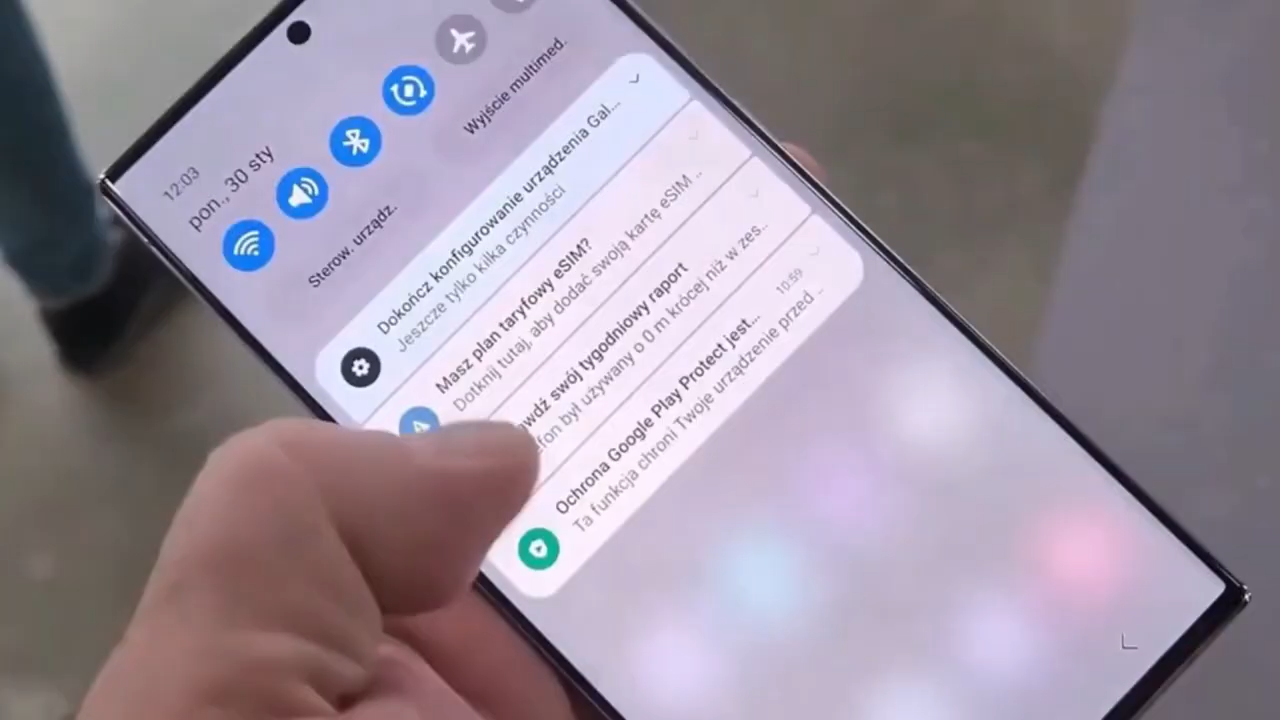 12:03
pon., 30 sty
Sterow. urządz.
Wyjście multimed.
Dokończ konfigurowanie urządzenia Gal...
Jeszcze tylko kilka czynności
Masz plan taryfowy eSIM?
Dotknij tutaj, aby dodać swoją kartę eSIM ..
swój tygodniowy raport
był używany o 0 m krócej niż w zes..
Ochrona Google Play Protect jest...
10:59
Ta funkcja chroni Twoje urządzenie przed ..